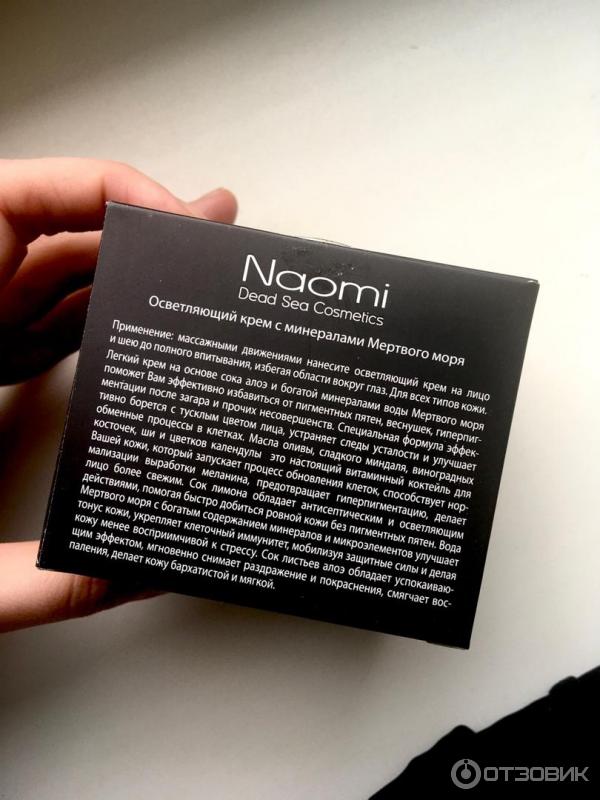 Naomi
Dead Sea Cosmetics
Осветляющий крем с минералами Мертвого моря
Применение: массажными движениями нанесите осветляющий крем на лицо
и шею до полного впитывания, избегая области вокруг глаз. Для всех типов кожи.
Легкий крем на основе сока алоэ и богатой минералами воды Мертвого моря
поможет Вам эффективно избавиться от пигментных пятен, веснушек, гиперпиг-
ментации после загара и прочих несовершенств. Специальная формула эффек-
тивно борется с тусклым цветом лица, устраняет следы усталости и улучшает
обменные процессы в клетках. Масла оливы, сладкого миндаля, виноградных
косточек, ши и цветков календулы это настоящий витаминный коктейль для
Вашей кожи, который запускает процесс обновления клеток, способствует нор-
мализации выработки меланина, предотвращает гиперпигментацию, делает
лицо более свежим. Сок лимона обладает антисептическим и осветляющим
действиями, помогая быстро добиться ровной кожи без пигментных пятен. Вода
Мертвого моря с богатым содержанием минералов и микроэлементов улучшает
тонус кожи, укрепляет клеточный иммунитет, мобилизуя защитные силы и делая
кожу менее восприимчивой к стрессу. Сок листьев алоэ обладает успокаиваю-
щим эффектом, мгновенно снимает раздражение и покраснения, смягчает вос-
паления, делает кожу бархатистой и мягкой.
ОТЗОВИК